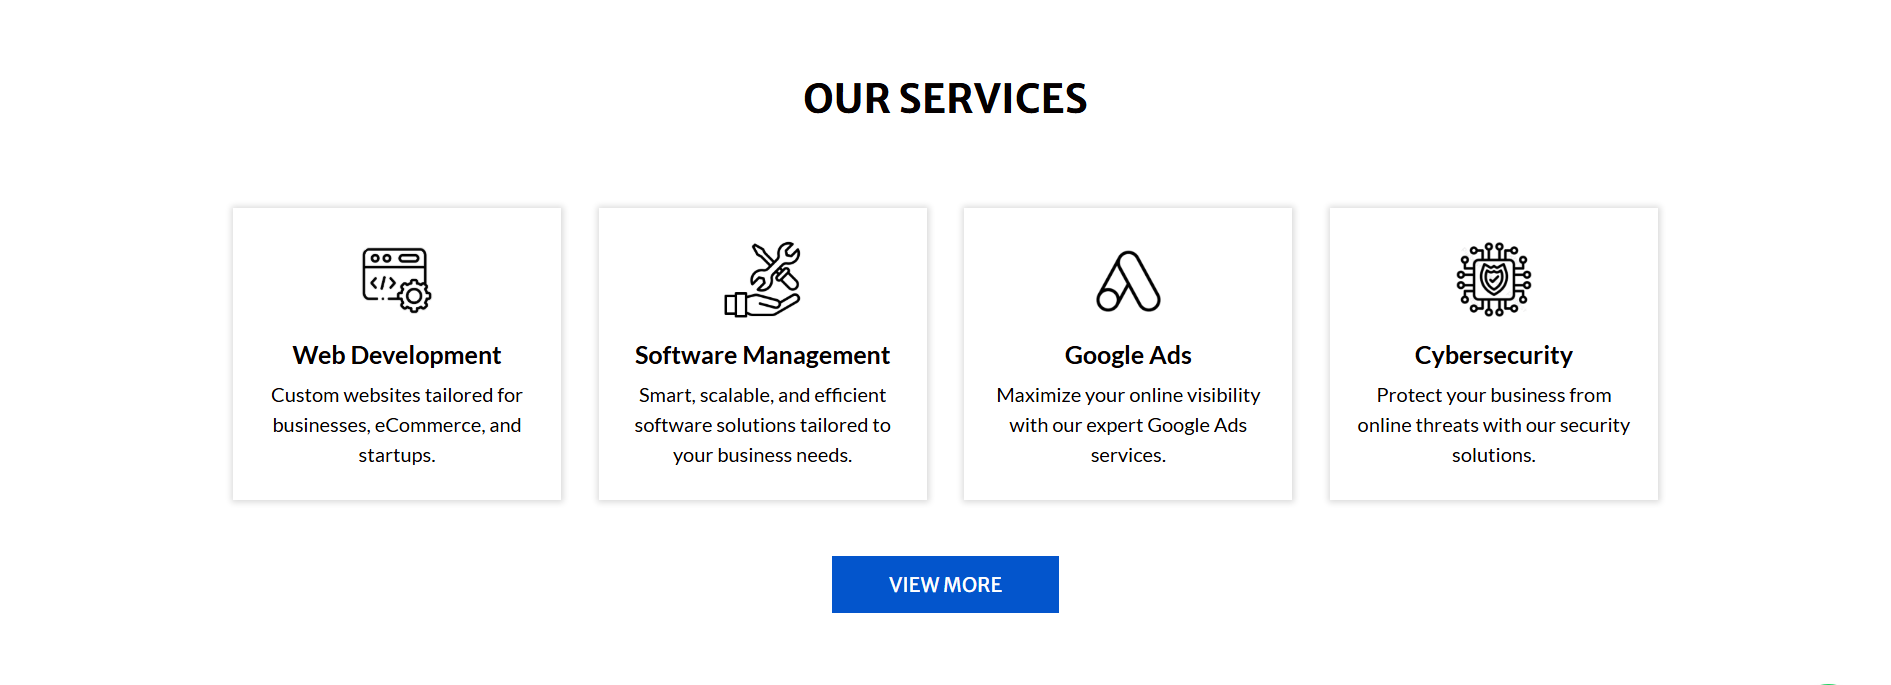 OUR SERVICES
Web Development
Custom websites tailored for
businesses, eCommerce, and
startups.
Software Management
Smart, scalable, and efficient
software solutions tailored to
your business needs.
Google Ads
Maximize your online visibility
with our expert Google Ads
services.
Cybersecurity
Protect your business from
online threats with our security
solutions.
VIEW MORE